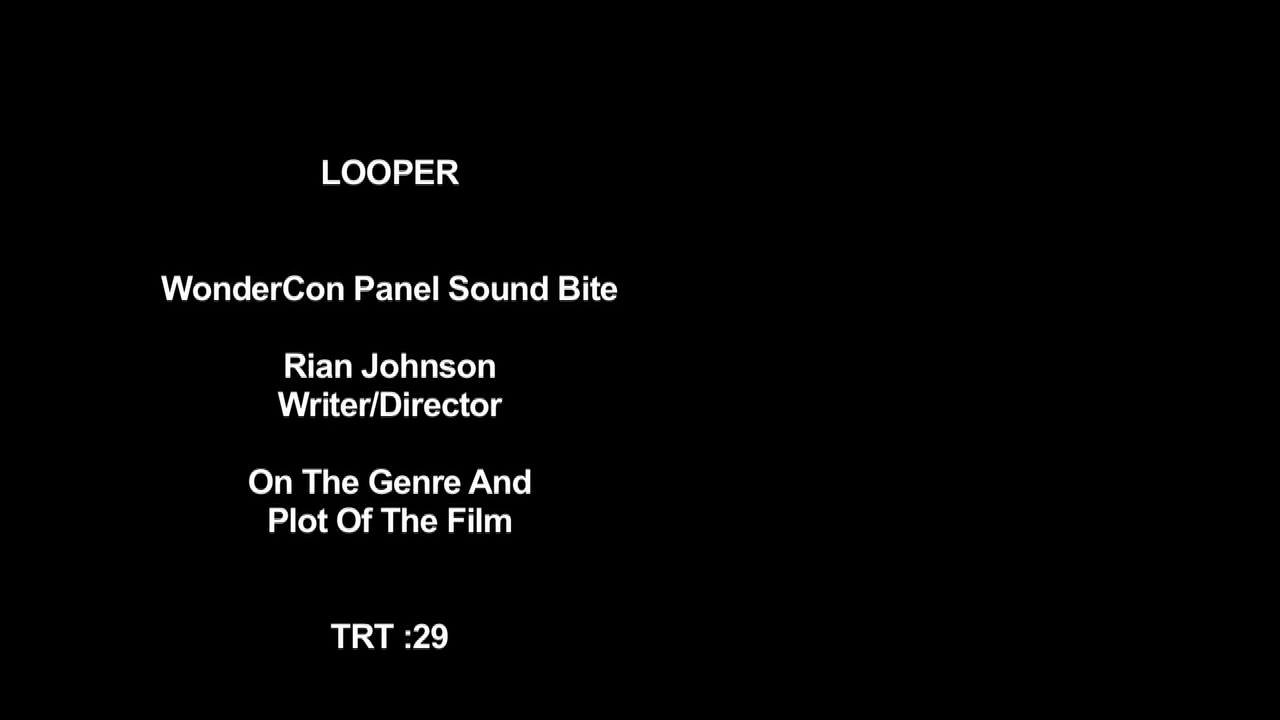 LOOPER
WonderCon Panel Sound Bite
Rian Johnson
Writer/Director
On The Genre And
Plot Of The Film
TRT :29